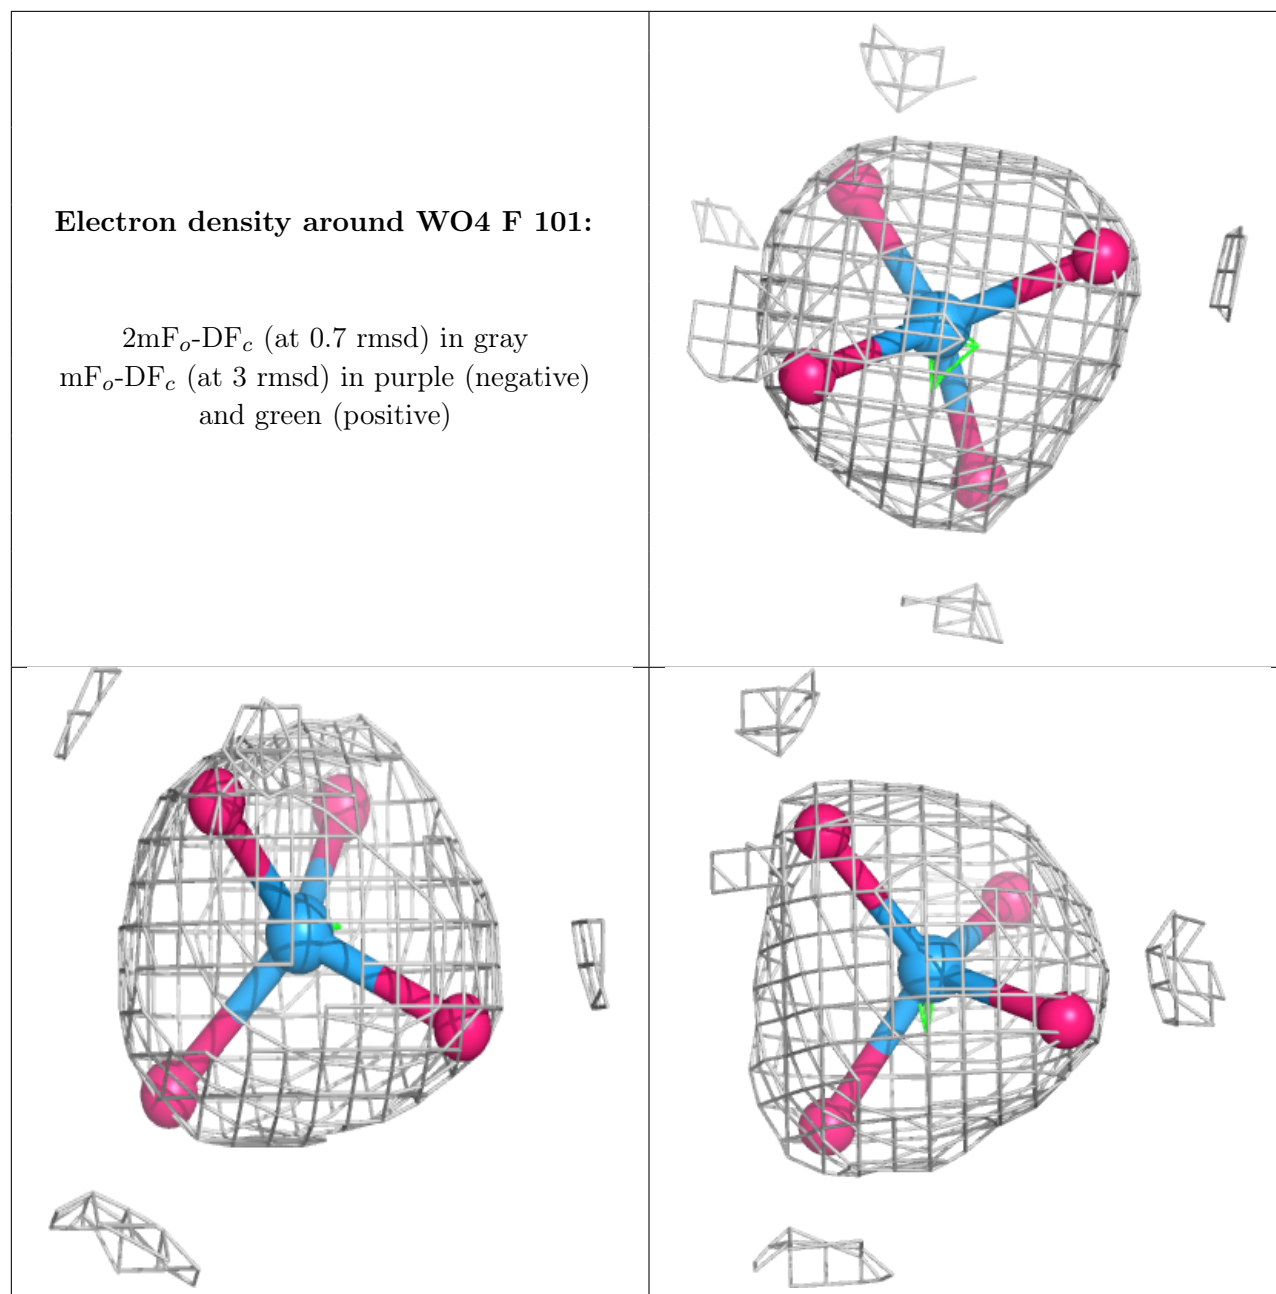 Electron density around WO4 F 101:
2mFo-DFc (at 0.7 rmsd) in gray
mFo-DFc (at 3 rmsd) in purple (negative)
and green (positive)